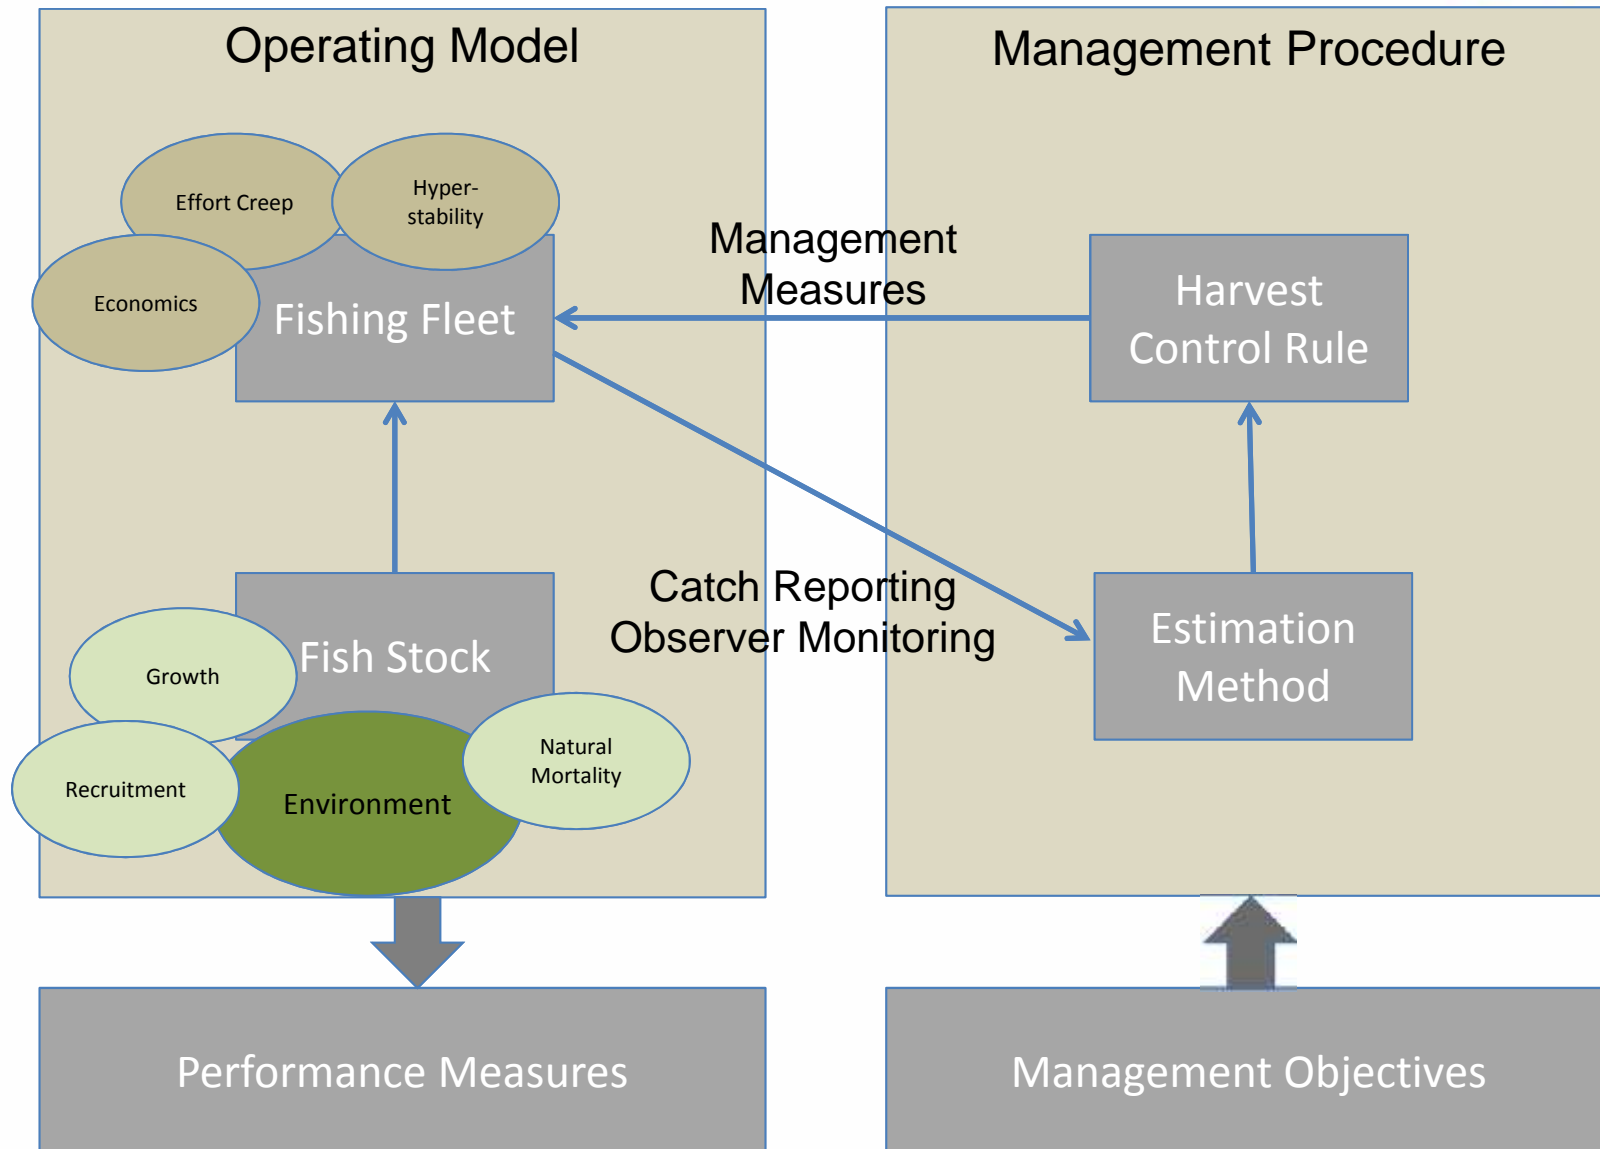 Operating Model
Management Procedure
Effort Creep
Hyper-
stability
Economics
Fishing Fleet
Management
Measures
Harvest
Control Rule
Catch Reporting
Observer Monitoring
Fish Stock
Growth
Recruitment
Environment
Natural
Mortality
Estimation
Method
Performance Measures
Management Objectives